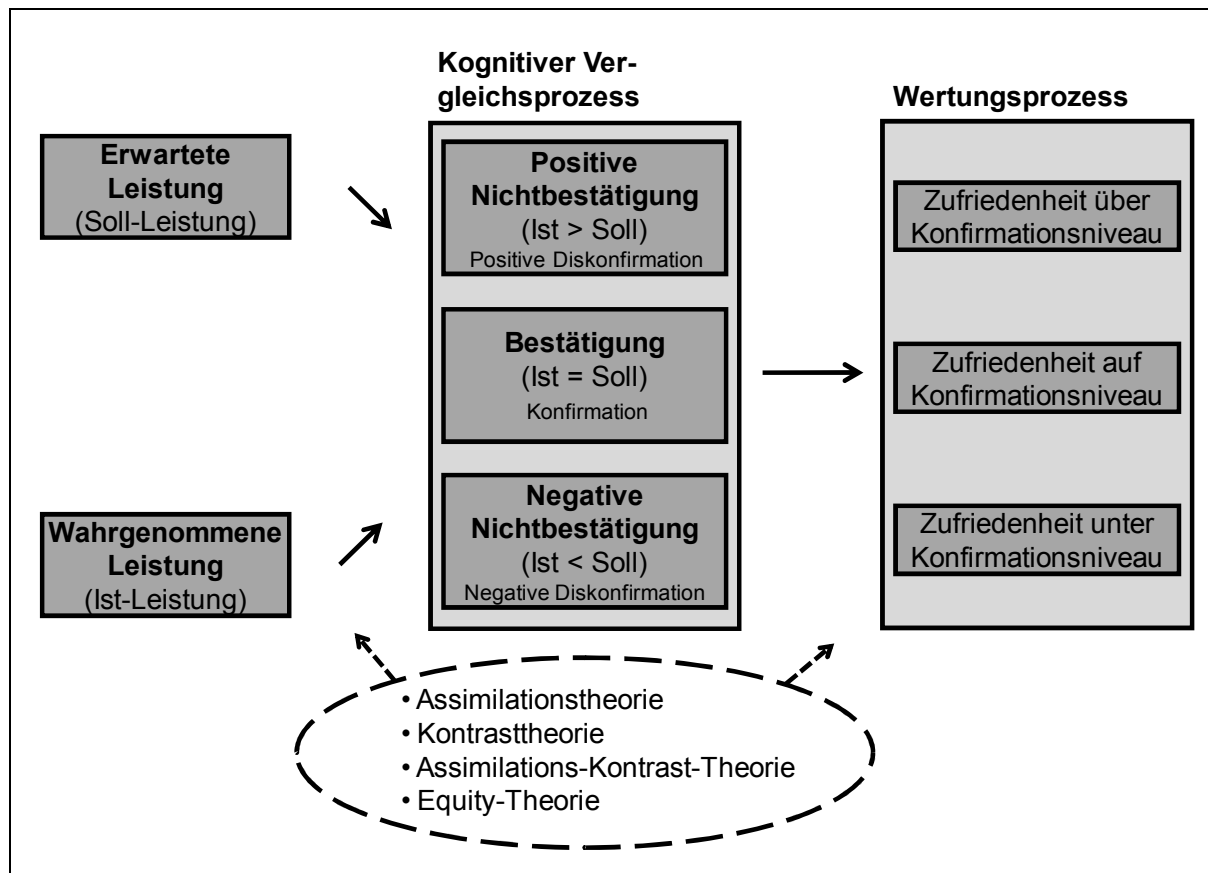 Kognitiver Ver-
gleichsprozess
Wertungsprozess
Erwartete
Leistung
(Soll-Leistung)
Wahrgenommene
Leistung
(Ist-Leistung)
Positive
Nichtbestätigung
(Ist > Soll)
Positive Diskonfirmation
Bestätigung
(Ist = Soll)
Konfirmation
Negative
Nichtbestätigung
(Ist < Soll)
Negative Diskonfirmation
Zufriedenheit über
Konfirmationsniveau
Zufriedenheit auf
Konfirmationsniveau
Zufriedenheit unter
Konfirmationsniveau
• Assimilationstheorie
• Kontrasttheorie
• Assimilations-Kontrast-Theorie
• Equity-Theorie